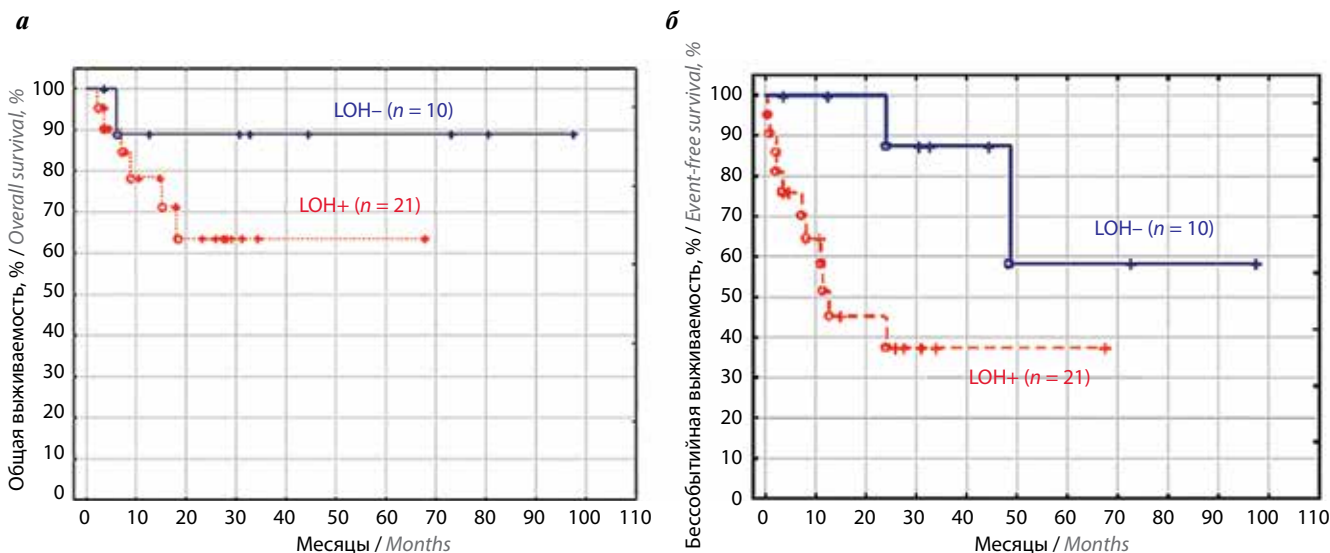 а
Общая выживаемость, % / Overall survival, %
100
90
80
70
60
50
40
30
20
10
0
LOH– (n = 10)
LOH+ (n = 21)
0 10 20 30 40 50 60 70 80 90 100 110
Месяцы / Months
б
Бессобытийная выживаемость, % / Event-free survival, %
100
90
80
70
60
50
40
30
20
10
0
LOH– (n = 10)
LOH+ (n = 21)
0 10 20 30 40 50 60 70 80 90 100 110
Месяцы / Months